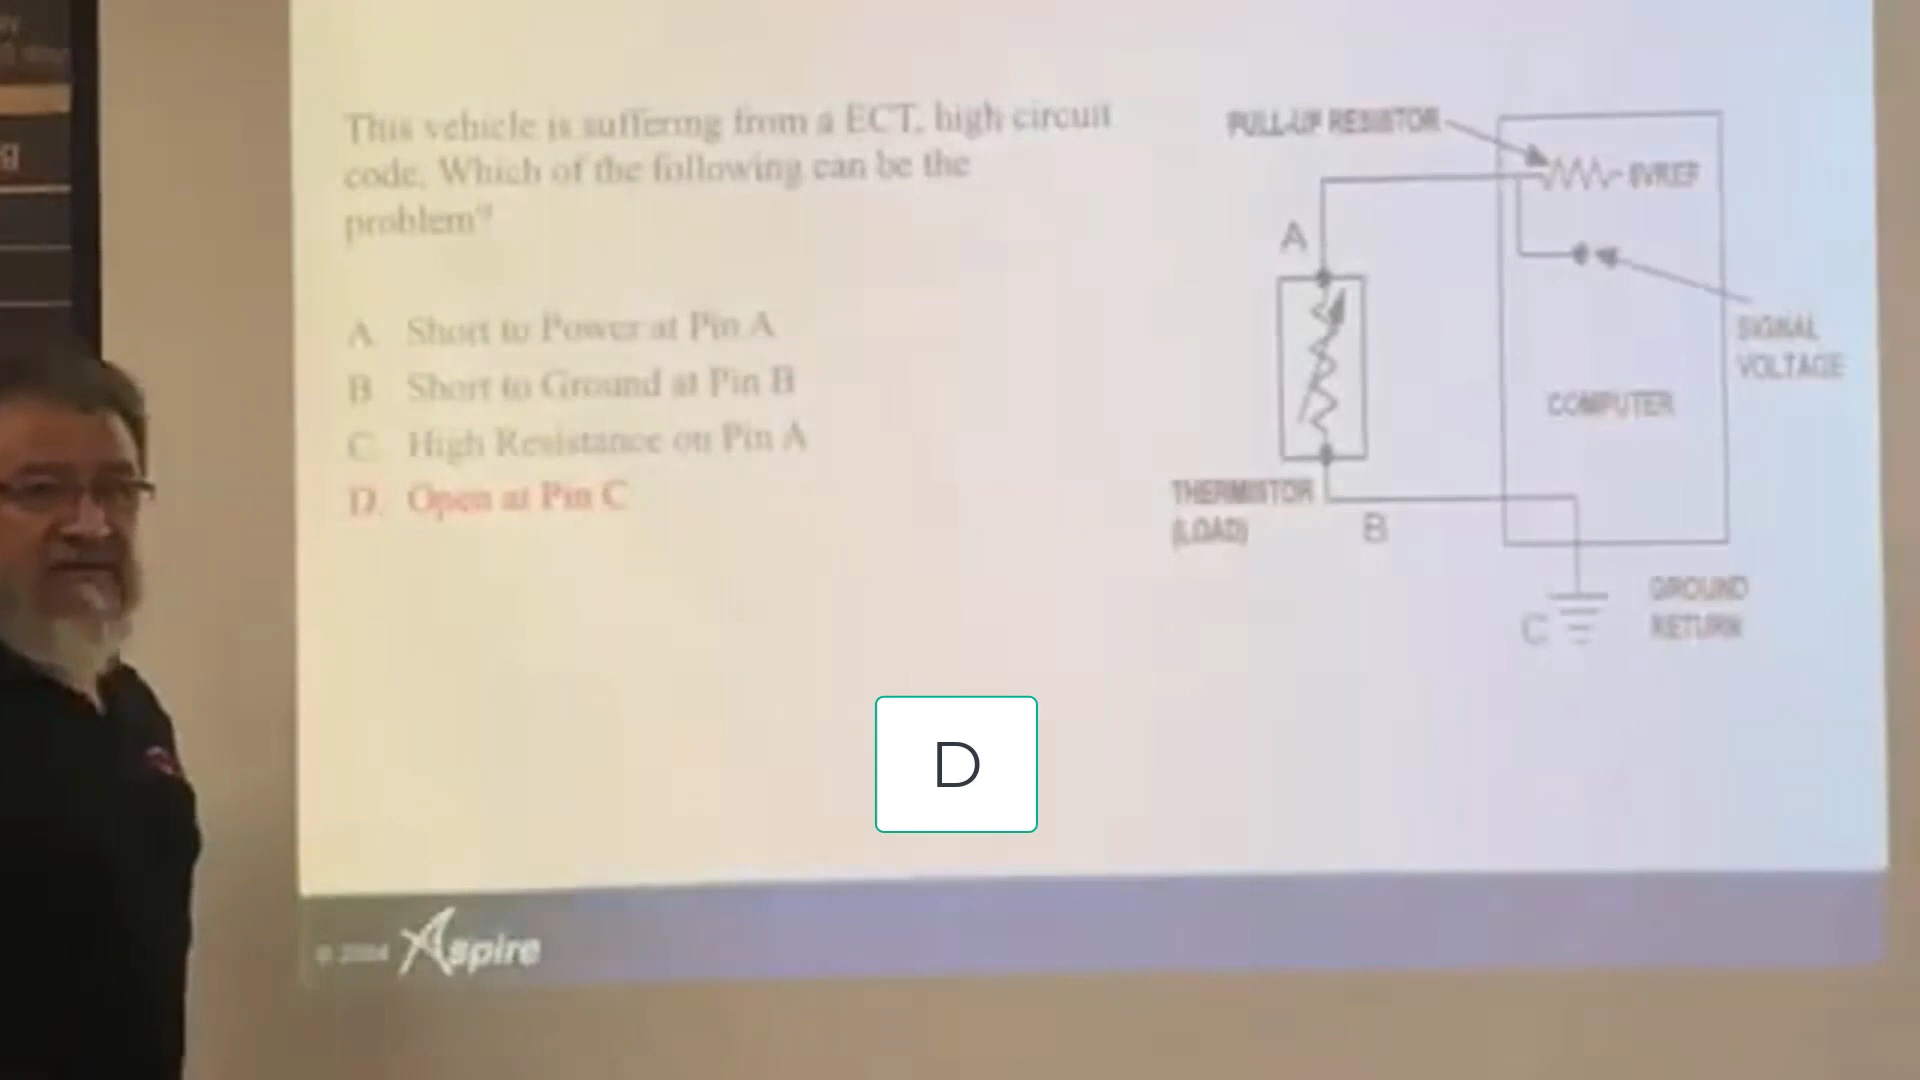 g
This vehicle is suffering from a ECT, high circuit
code. Which of the following can be the
problem?
A. Short to Power at Pin A
B. Short to Ground at Pin B
C. High Resistance on Pin A
D. Open at Pin C
PULL-UP RESISTOR
5VREF
A
SIGNAL
VOLTAGE
COMPUTER
THERMISTOR
(LOAD)
B
GROUND
RETURN
C
D
Aspire